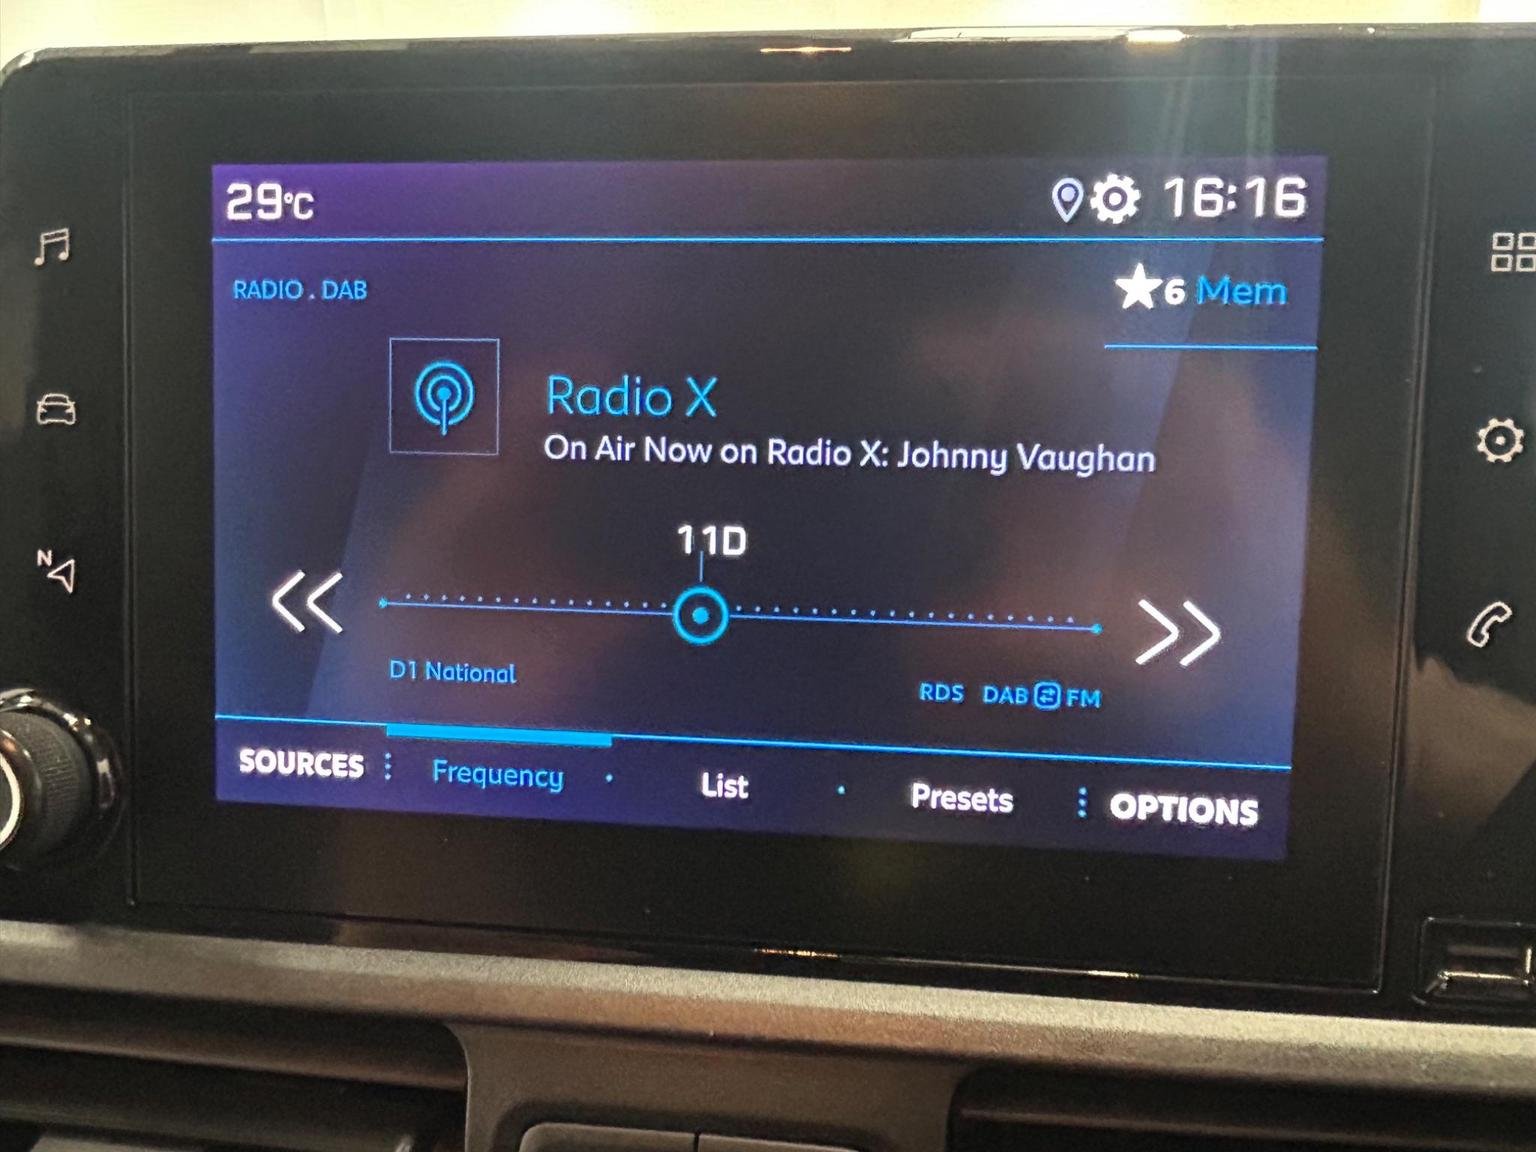 29°C 16:16
RADIO . DAB 6 Mem
Radio X
On Air Now on Radio X: Johnny Vaughan
11D
N
D1 National
RDS DAB FM
SOURCES Frequency List Presets OPTIONS